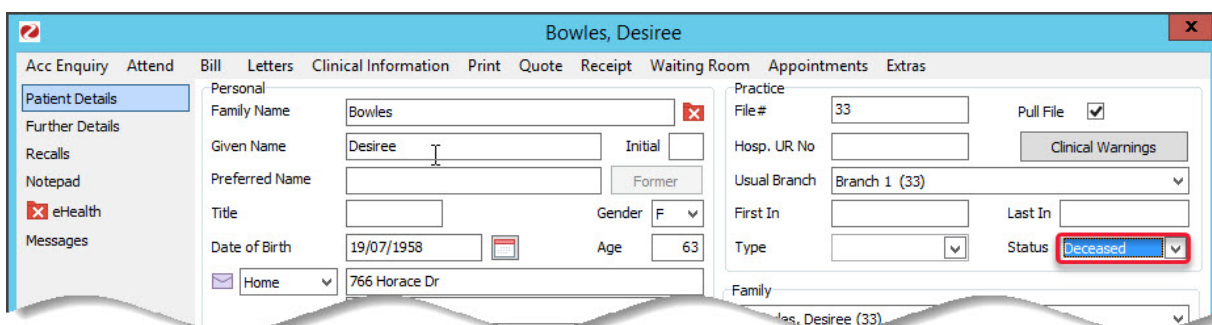 Bowles, Desiree
x
Acc Enquiry Attend Bill Letters Clinical Information Print Quote Receipt Waiting Room Appointments Extras
Patient Details
Further Details
Recalls
Notepad
eHealth
Messages
Personal
Family Name Bowles
Given Name Desiree Initial
Preferred Name Former
Title Gender F
Date of Birth 19/07/1958 Age 63
Home 766 Horace Dr
Practice
File# 33 Pull File
Hosp. UR No Clinical Warnings
Usual Branch Branch 1 (33)
First In Last In
Type Status Deceased
Family
Desiree (33)